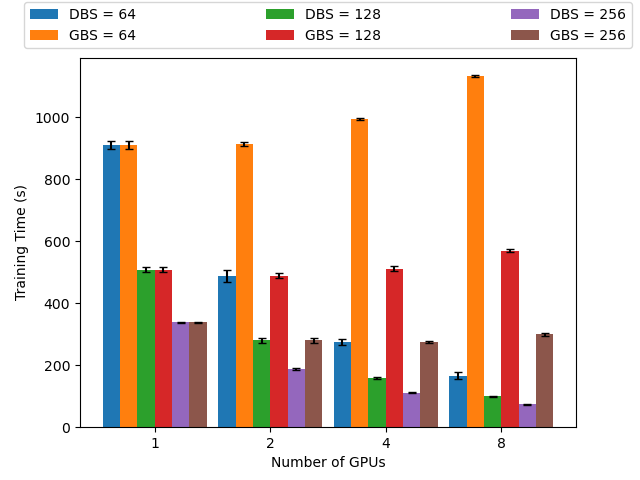 DBS = 64 DBS = 128 DBS = 256
GBS = 64 GBS = 128 GBS = 256
1000
800
600
400
200
0
Training Time (s)
1 2 4 8
Number of GPUs